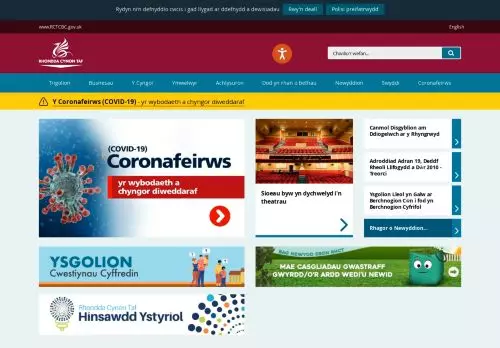 Rydyn ni'n defnyddio cwcis i gad llygad ar ddefnydd a dewisiadau
Bwy'n deall
Polisi preifatrwydd
www.RCTCBC.gov.uk
English
RHONDDA CYNON TAF
Chwilio'r wefan...
Trigolion
Busnesau
Y Cyngor
Ymwelwyr
Achlysuron
Oed yn rhan o bethau
Newyddion
Swyddi
Coronafeirws
Y Coronafeirws (COVID-19) - yr wybodaeth a chyngor diweddaraf
(COVID-19)
Coronafeirws
yr wybodaeth a
chyngor diweddaraf
Sioeau byw yn dychwelyd i'n
theatrau
Canmol Disgyblion am
Ddiogelwch ar y Rhyngrwyd
Adroddiad Adran 19, Deddf
Rheoli Llifogydd a Dŵr 2010 -
Treorci
Ysgolion Lleol yn Galw ar
Berchnogion Cŵn i fod yn
Berchnogion Cyfrifol
Rhagor o Newyddion...
YSGOLION
Cwestiynau Cyffredin
MAE CASGLIADAU GWASTRAFF
GWYRDD/O'R ARDD WEDI'U NEWID
Rhondda Cynon Taf
Hinsawdd Ystyriol